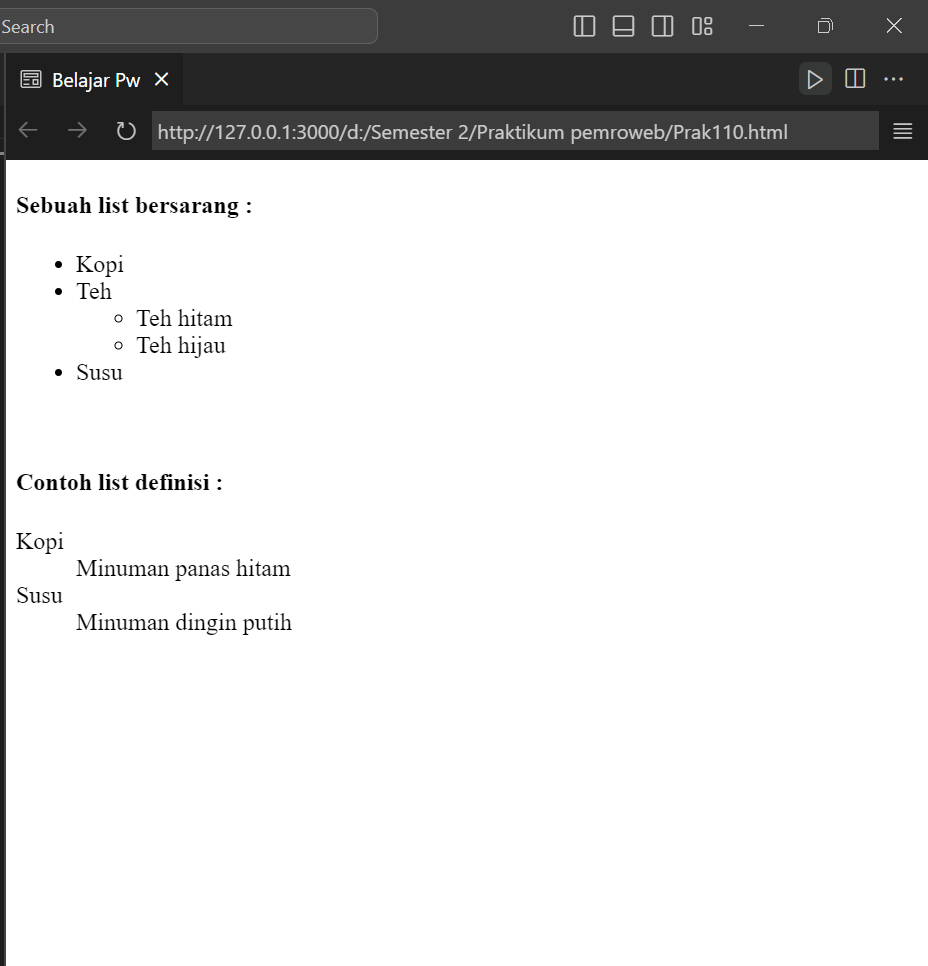 Search
Belajar Pw
http://127.0.0.1:3000/d:/Semester 2/Praktikum pemroweb/Prak110.html
Sebuah list bersarang :
Kopi
Teh
Teh hitam
Teh hijau
Susu
Contoh list definisi :
Kopi
Minuman panas hitam
Susu
Minuman dingin putih